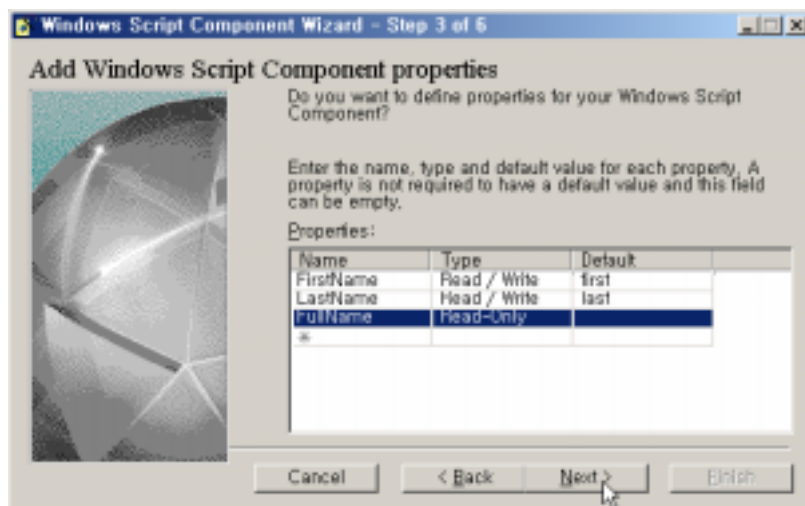 Windows Script Component Wizard - Step 3 of 6
Add Windows Script Component properties
Do you want to define properties for your Windows Script
Component?
Enter the name, type and default value for each property, A
property is not required to have a default value and this field
can be empty,
Properties:
Name Type Default
FirstName Read / Write first
LastName Read / Write last
FullName Read-Only
*
Cancel < Back Next > Finish